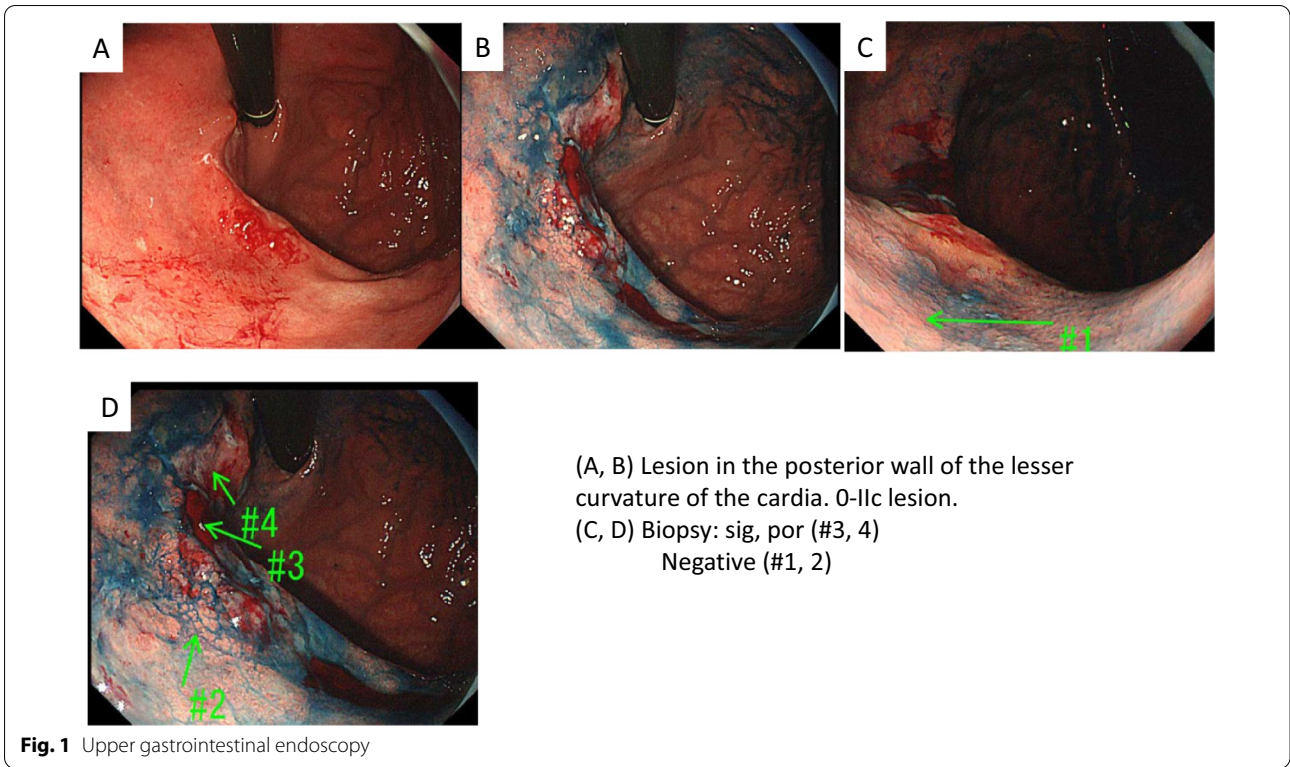 A
B
C
#1
D
#4
#3
#2
(A, B) Lesion in the posterior wall of the lesser
curvature of the cardia. 0-IIc lesion.
(C, D) Biopsy: sig, por (#3, 4)
Negative (#1, 2)
Fig. 1 Upper gastrointestinal endoscopy